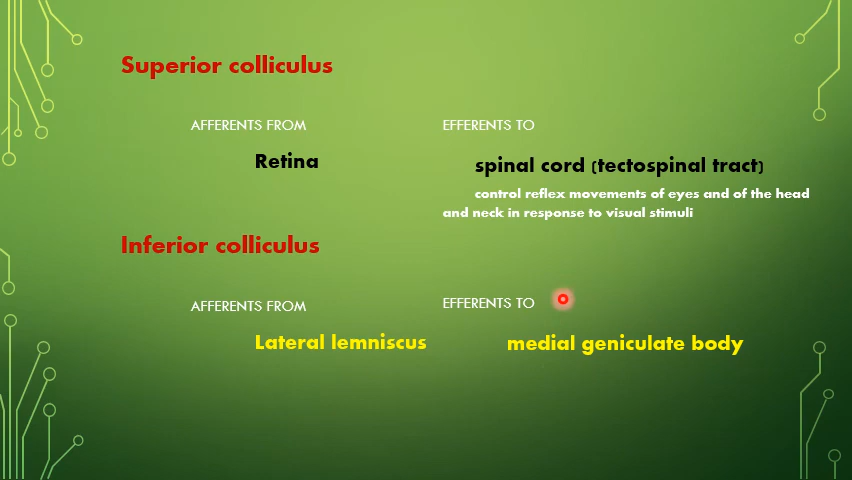 Superior colliculus
AFFERENTS FROM
EFFERENTS TO
Retina
spinal cord (tectospinal tract)
control reflex movements of eyes and of the head
and neck in response to visual stimuli
Inferior colliculus
AFFERENTS FROM
EFFERENTS TO
Lateral lemniscus
medial geniculate body